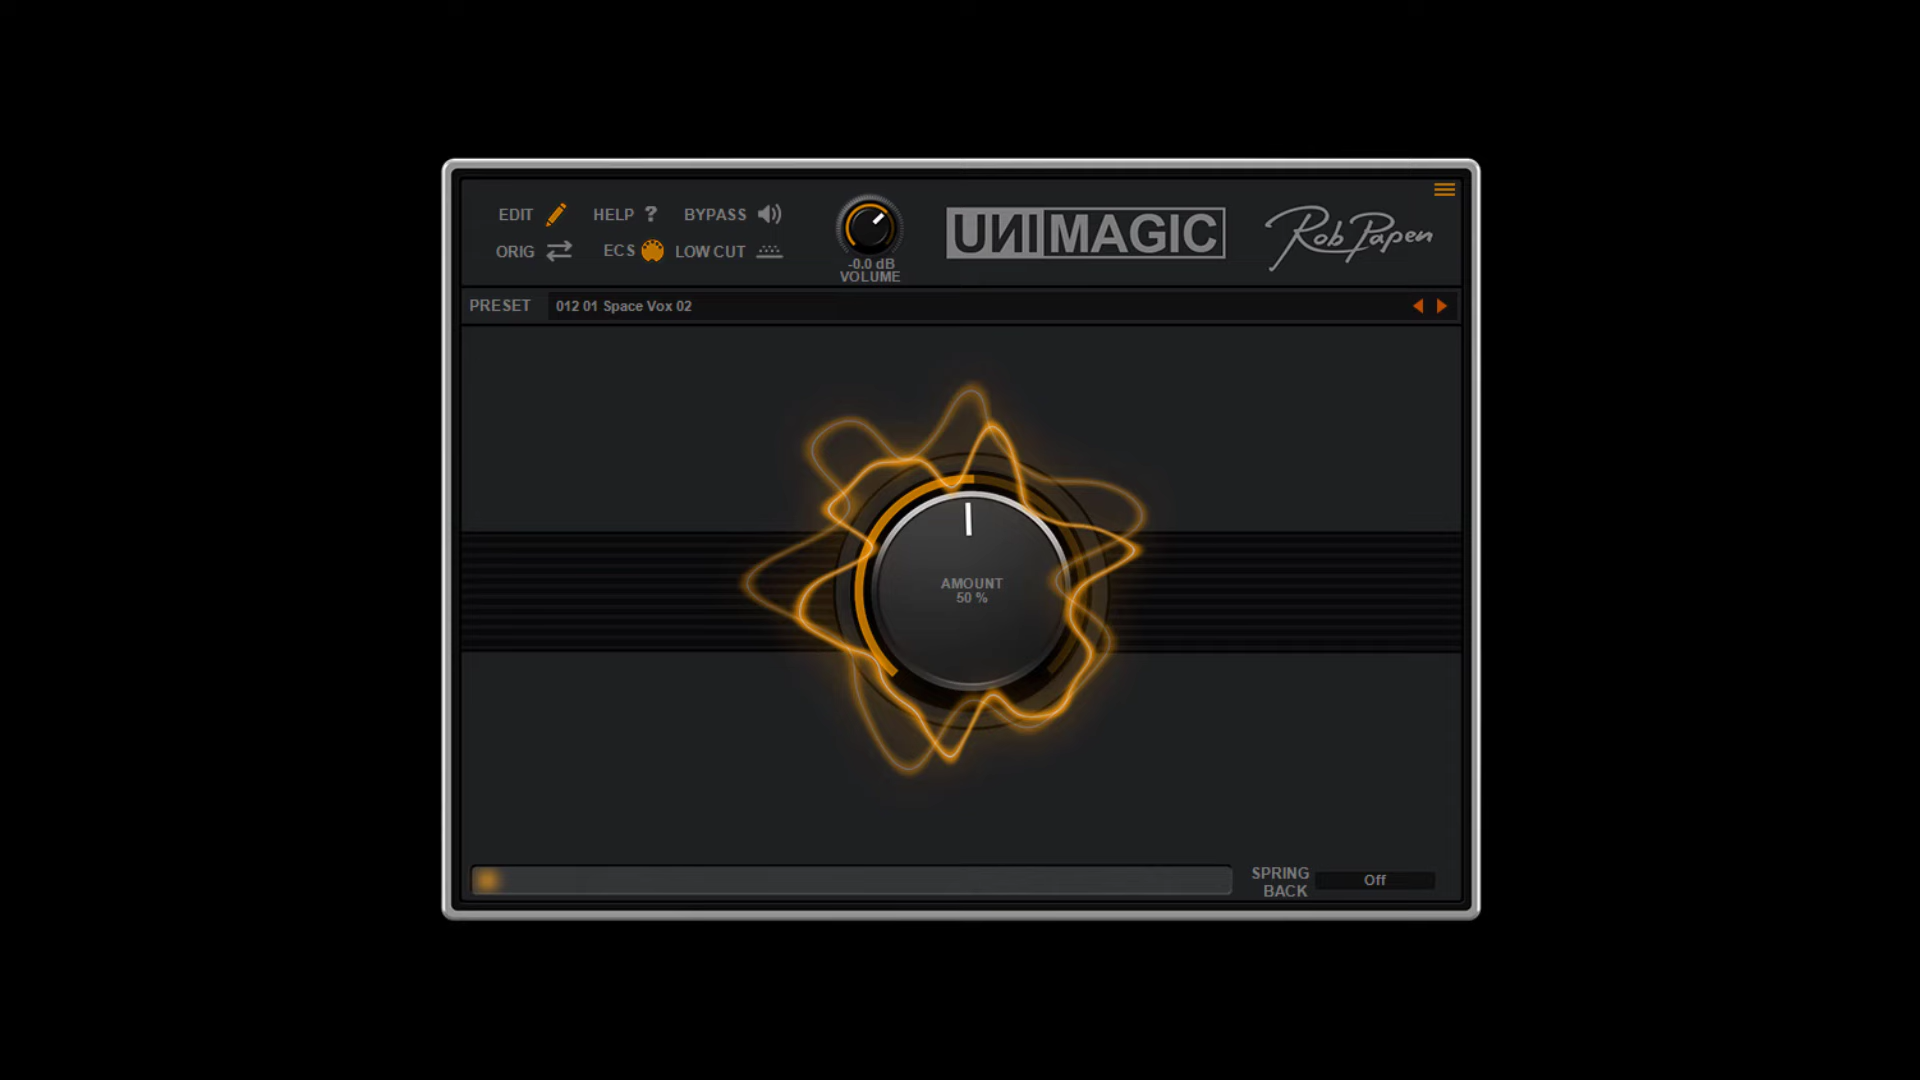 EDIT HELP ? BYPASS
ORIG ECS LOW CUT
-0.0 dB
VOLUME
UNIMAGIC
Rob Papen
PRESET 012 01 Space Vox 02
AMOUNT
50 %
SPRING
BACK
Off